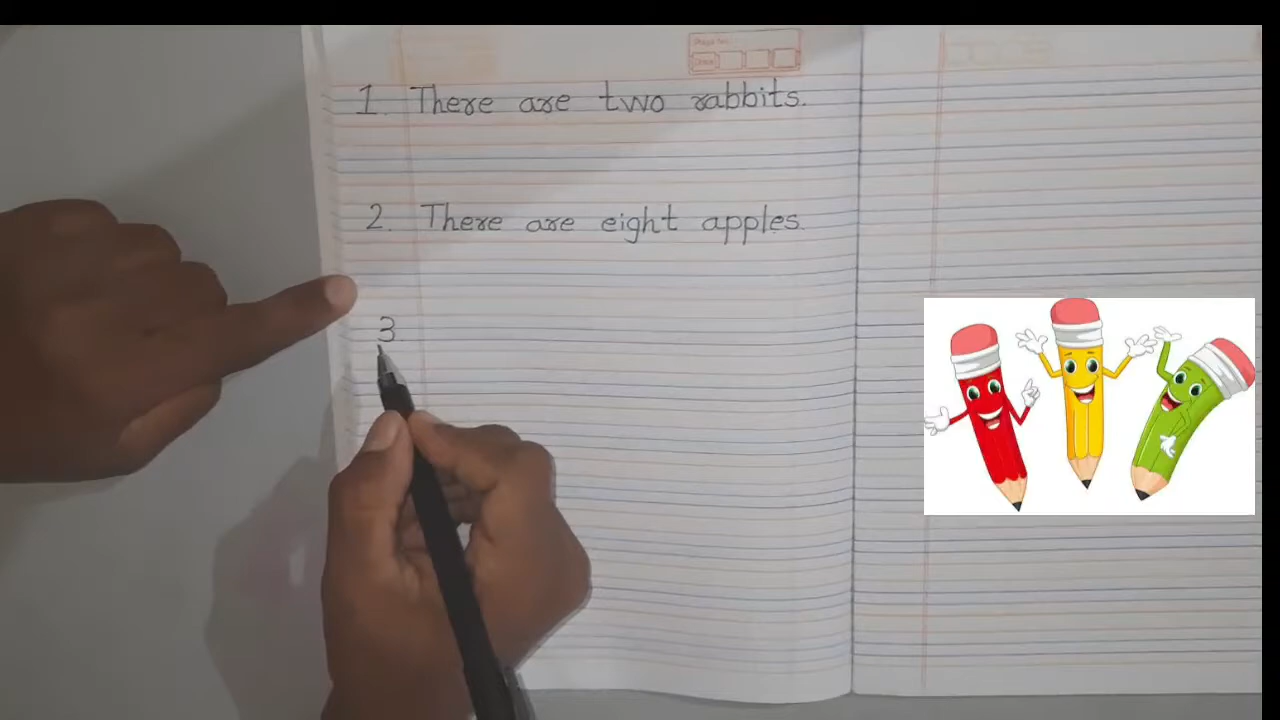 1. There are two rabbits.
2. There are eight apples.
3